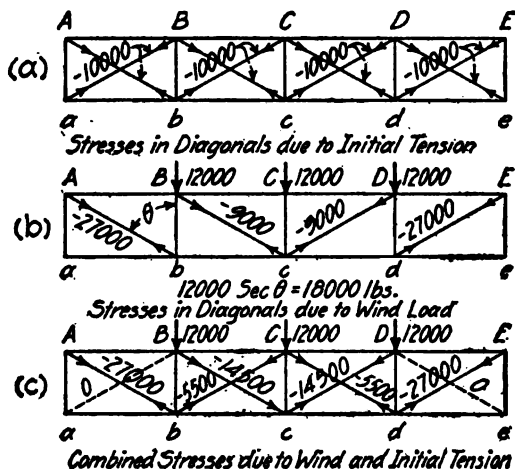 A B C D E
(a)
-10000 -10000 -10000 -10000
a b c d e
Stresses in Diagonals due to Initial Tension
A B 12000 C 12000 D 12000 E
(b)
-27000 θ -9000 -9000 -27000
a b c d e
12000 Sec θ = 18000 lbs.
Stresses in Diagonals due to Wind Load
A B 12000 C 12000 D 12000 E
(c)
0 -27000 -5500 -14500 -14500 -5500 -27000 0
a b c d e
Combined Stresses due to Wind and Initial Tension